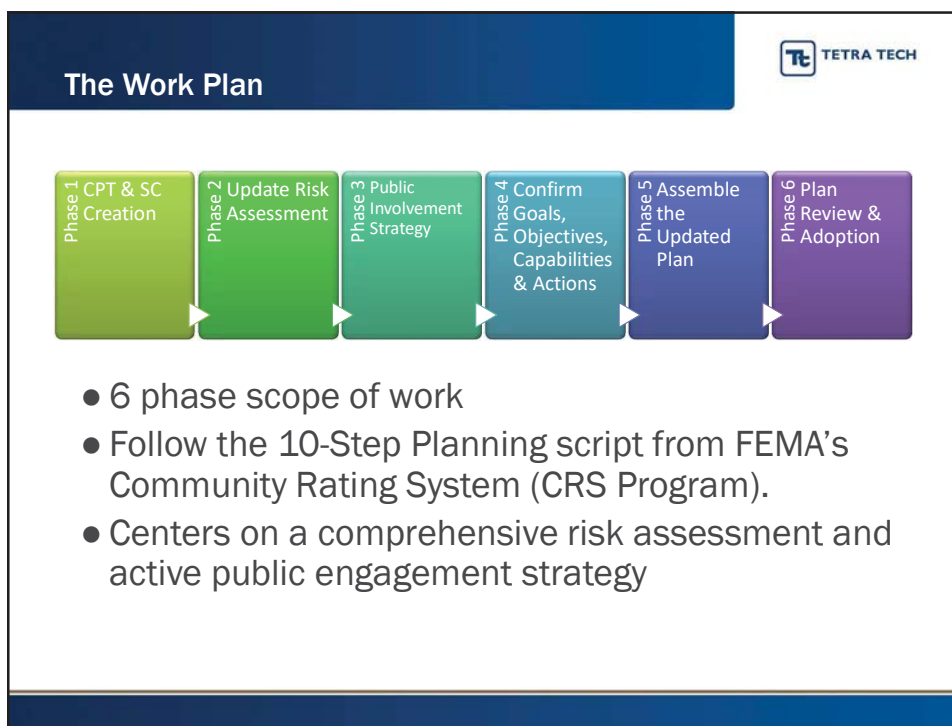 The Work Plan
Tt TETRA TECH
Phase 1
CPT & SC
Creation
Phase 2
Update Risk
Assessment
Phase 3
Public
Involvement
Strategy
Phase 4
Confirm
Goals,
Objectives,
Capabilities
& Actions
Phase 5
Assemble
the
Updated
Plan
Phase 6
Plan
Review &
Adoption
● 6 phase scope of work
● Follow the 10-Step Planning script from FEMA’s
Community Rating System (CRS Program).
● Centers on a comprehensive risk assessment and
active public engagement strategy